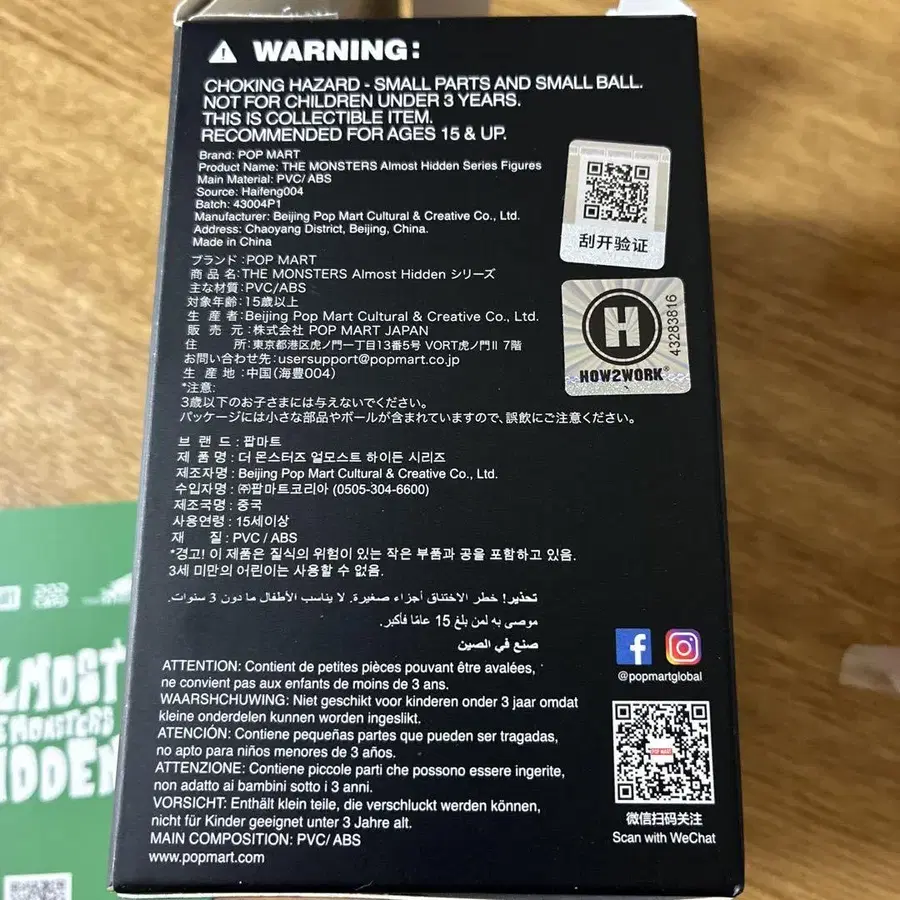 WARNING:
CHOKING HAZARD - SMALL PARTS AND SMALL BALL.
NOT FOR CHILDREN UNDER 3 YEARS.
THIS IS COLLECTIBLE ITEM.
RECOMMENDED FOR AGES 15 & UP.
Brand: POP MART
Product Name: THE MONSTERS Almost Hidden Series Figures
Main Material: PVC/ ABS
Source: Haifeng004
Batch: 43004P1
Manufacturer: Beijing Pop Mart Cultural & Creative Co., Ltd.
Address: Chaoyang District, Beijing, China.
Made in China
ブランド:POP MART
商 品 名:THE MONSTERS Almost Hidden シリーズ
主な材質:PVC/ABS
対象年齢:15歳以上
生 産 者:Beijing Pop Mart Cultural & Creative Co., Ltd.
販 売 元:株式会社 POP MART JAPAN
住 所:東京都港区虎ノ門一丁目13番5号 VORT虎ノ門Ⅱ 7階
お問い合わせ先:usersupport@popmart.co.jp
生 産 地:中国(海豊004)
*注意:
3歳以下のお子さまには与えないでください。
パッケージには小さな部品やボールが含まれていますので、誤飲にご注意ください。
브 랜 드 : 팝마트
제 품 명 : 더 몬스터즈 얼모스트 하이든 시리즈
제조자명 : Beijing Pop Mart Cultural & Creative Co., Ltd.
수입자명 : ㈜팝마트코리아 (0505-304-6600)
제조국명 : 중국
사용연령 : 15세이상
재 질 : PVC / ABS
*경고! 이 제품은 질식의 위험이 있는 작은 부품과 공을 포함하고 있음.
3세 미만의 어린이는 사용할 수 없음.
تحذير! خطر الاختناق أجزاء صغيرة. لا يناسب الأطفال ما دون 3 سنوات.
موصى به لمن بلغ 15 عامًا فأكبر.
صنع في الصين
ATTENTION: Contient de petites pièces pouvant être avalées,
ne convient pas aux enfants de moins de 3 ans.
WAARSHCHUWING: Niet geschikt voor kinderen onder 3 jaar omdat
kleine onderdelen kunnen worden ingeslikt.
ATENCIÓN: Contiene pequeñas partes que pueden ser tragadas,
no apto para niños menores de 3 años.
ATTENZIONE: Contiene piccole parti che possono essere ingerite,
non adatto ai bambini sotto i 3 anni.
VORSICHT: Enthält klein teile, die verschluckt werden können,
nicht für Kinder geeignet unter 3 Jahre alt.
MAIN COMPOSITION: PVC/ ABS
www.popmart.com
刮开验证
H
HOW2WORK®
43283816
@popmartglobal
POP MART
微信扫码关注
Scan with WeChat
LMOST
MONSTERS
IDDEN